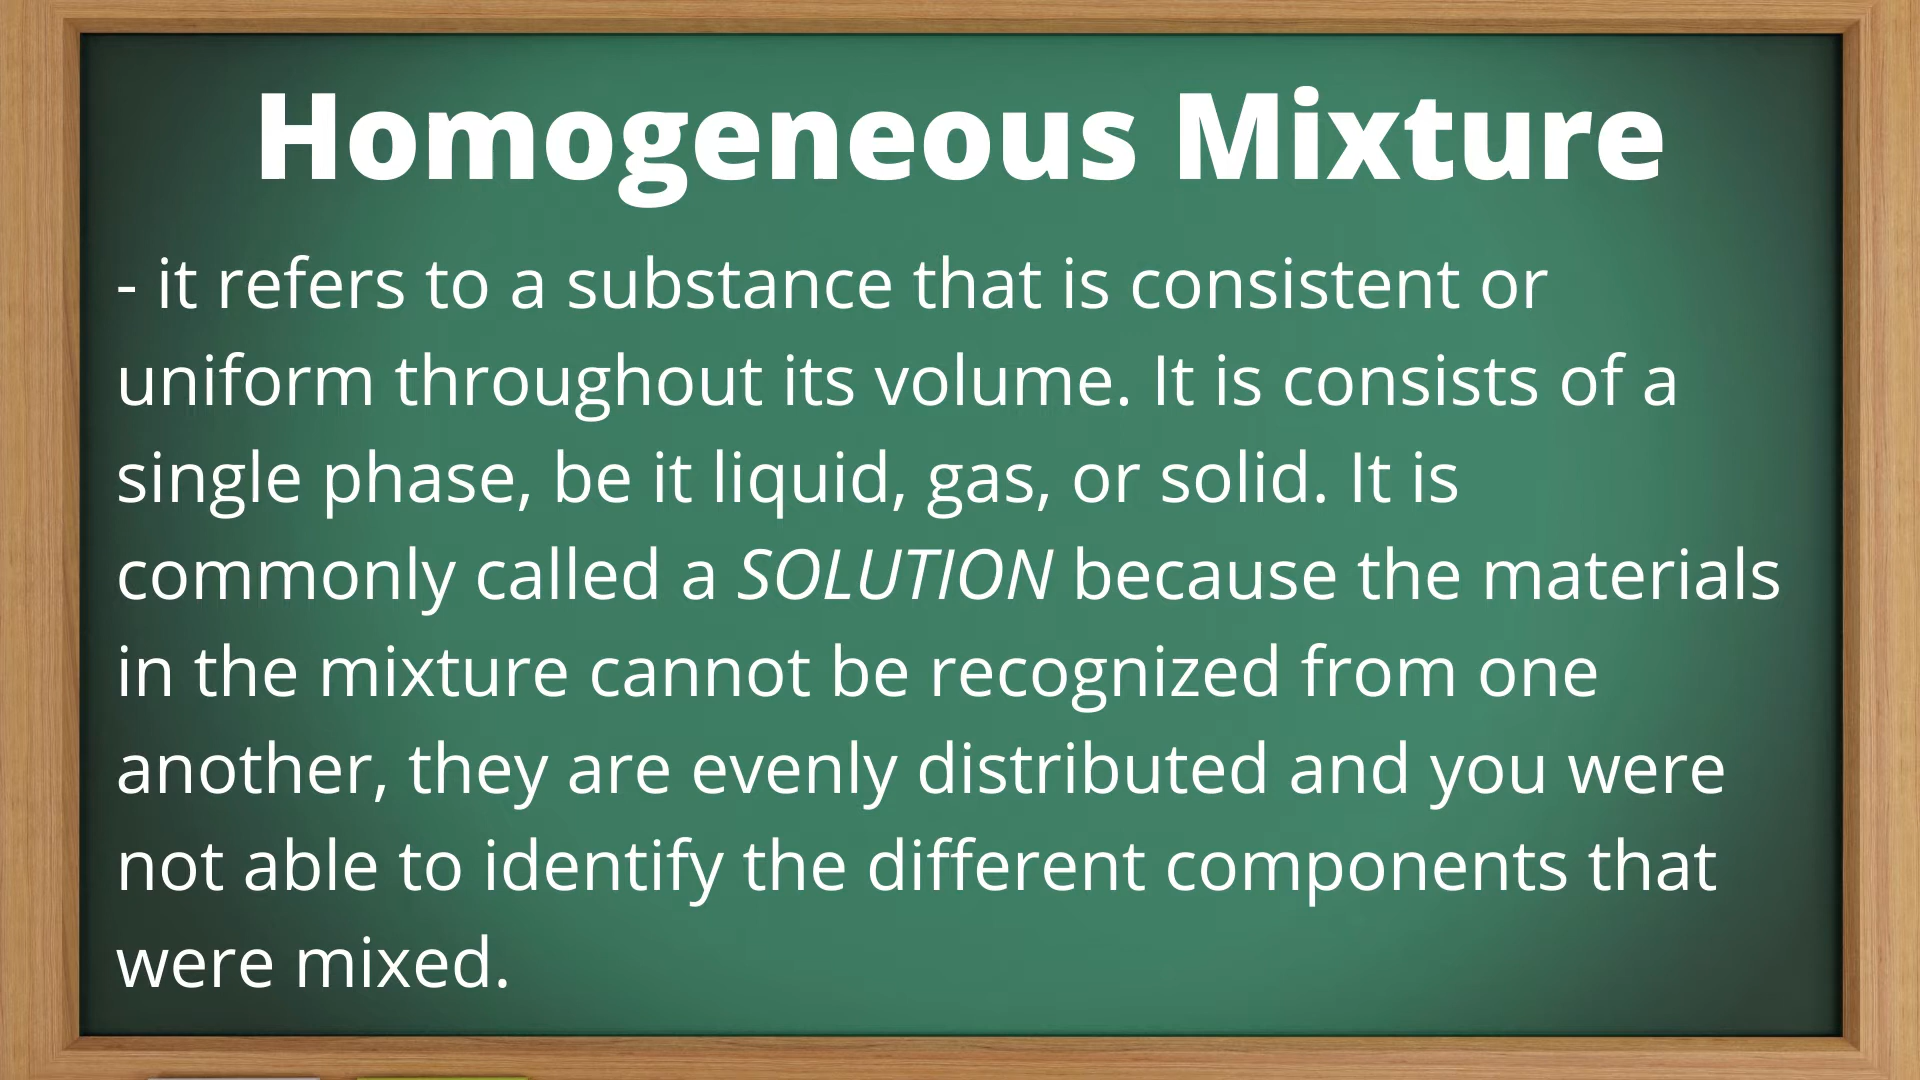 Homogeneous Mixture
- it refers to a substance that is consistent or
uniform throughout its volume. It is consists of a
single phase, be it liquid, gas, or solid. It is
commonly called a SOLUTION because the materials
in the mixture cannot be recognized from one
another, they are evenly distributed and you were
not able to identify the different components that
were mixed.